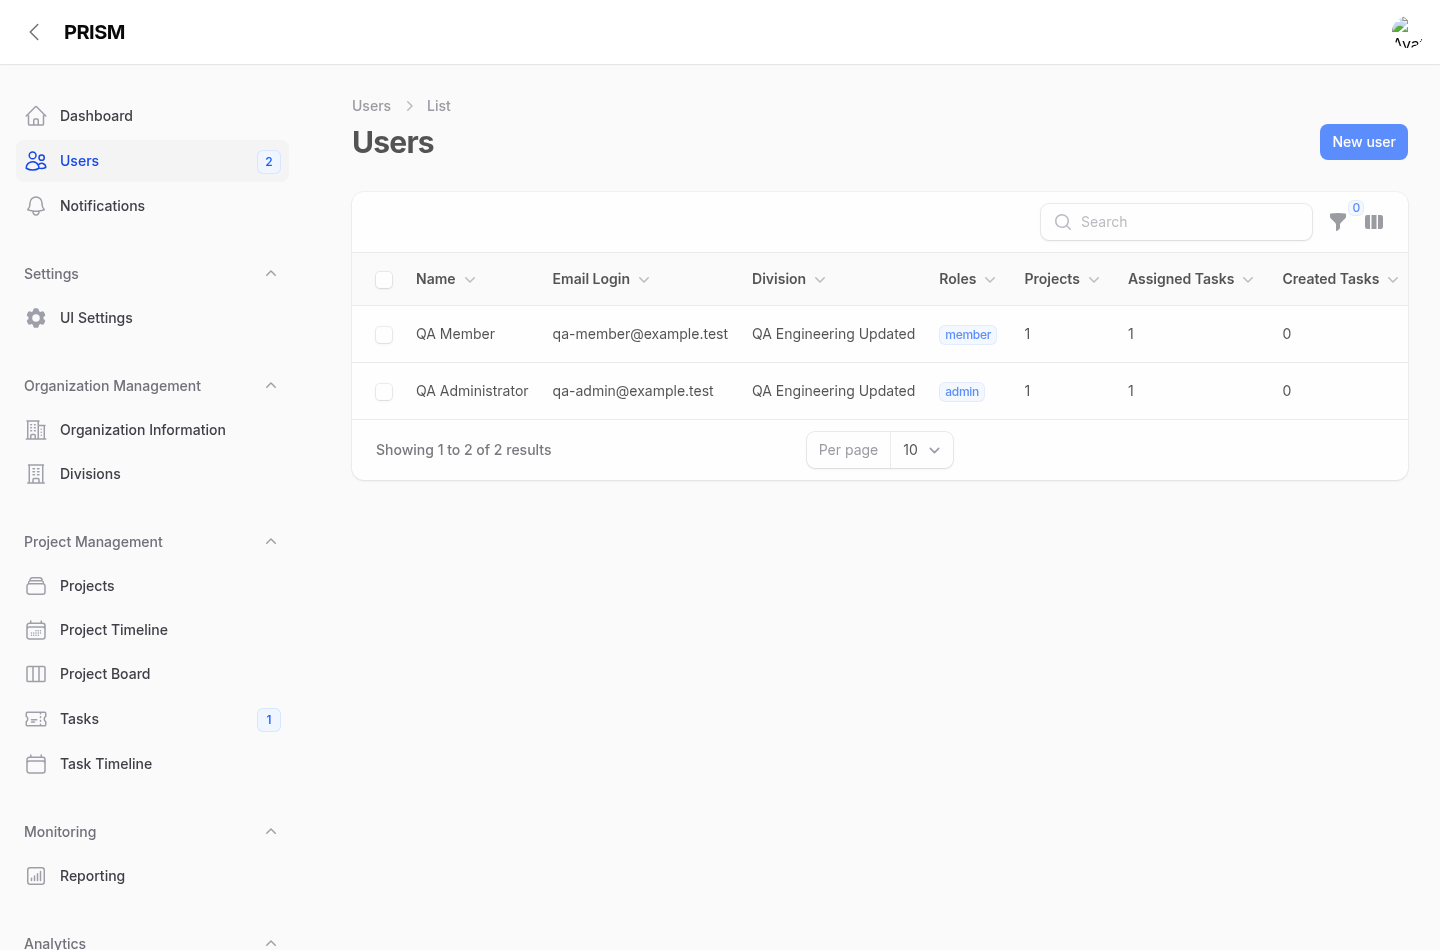 PRISM
Dashboard
Users 2
Notifications
Settings
UI Settings
Organization Management
Organization Information
Divisions
Project Management
Projects
Project Timeline
Project Board
Tasks 1
Task Timeline
Monitoring
Reporting
Analytics
Users List
Users
New user
Search 0
Name Email Login Division Roles Projects Assigned Tasks Created Tasks
QA Member qa-member@example.test QA Engineering Updated member 1 1 0
QA Administrator qa-admin@example.test QA Engineering Updated admin 1 1 0
Showing 1 to 2 of 2 results Per page 10